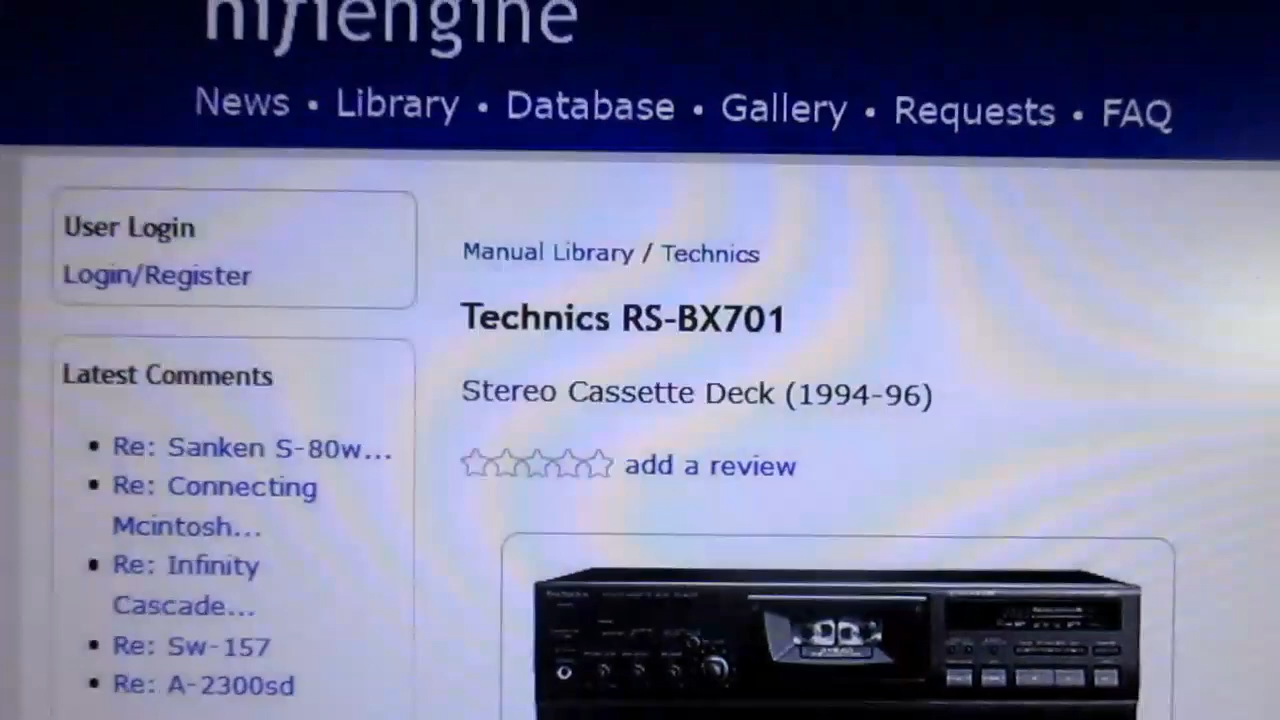 hifiengine
News • Library • Database • Gallery • Requests • FAQ
User Login
Login/Register
Latest Comments
• Re: Sanken S-80w...
• Re: Connecting
Mcintosh...
• Re: Infinity
Cascade...
• Re: Sw-157
• Re: A-2300sd
Manual Library / Technics
Technics RS-BX701
Stereo Cassette Deck (1994-96)
add a review